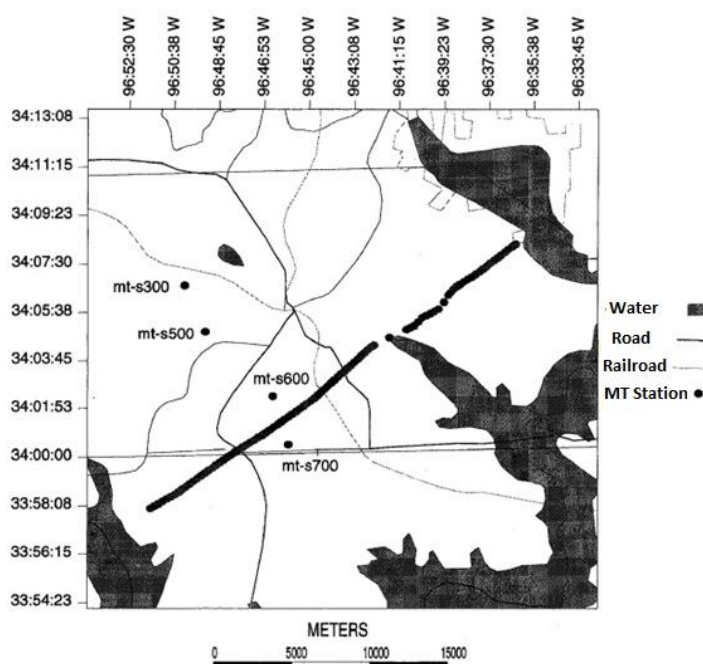 96:52:30 W
96:50:38 W
96:48:45 W
96:46:53 W
96:45:00 W
96:43:08 W
96:41:15 W
96:39:23 W
96:37:30 W
96:35:38 W
96:33:45 W
34:13:08
34:11:15
34:09:23
34:07:30
mt-s300
34:05:38
Water
mt-s500
Road
34:03:45
Railroad
mt-s600
MT Station
34:01:53
34:00:00
mt-s700
33:58:08
33:56:15
33:54:23
METERS
0 5000 10000 15000